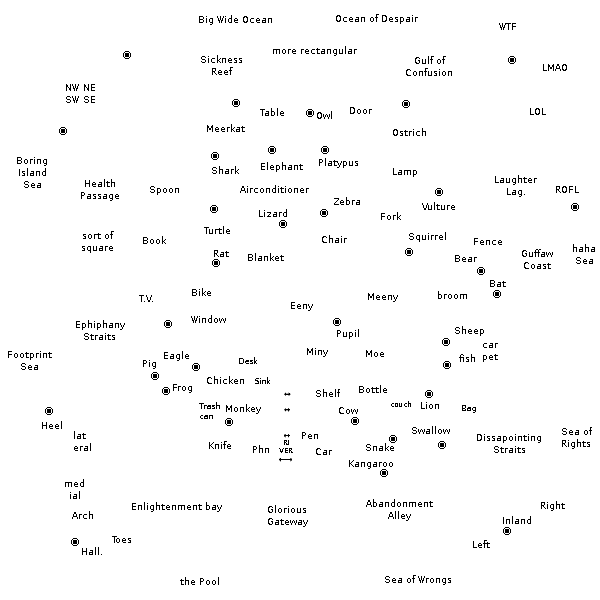 Big Wide Ocean
Ocean of Despair
WTF
more rectangular
Sickness
Reef
Gulf of
Confusion
LMAO
NW NE
SW SE
Table
Owl
Door
LOL
Meerkat
Ostrich
Boring
Island
Sea
Shark
Elephant
Platypus
Lamp
Health
Passage
Spoon
Airconditioner
Laughter
Lag.
ROFL
Zebra
Vulture
Lizard
Fork
Turtle
sort of
square
Book
Chair
Squirrel
Fence
Rat
Blanket
Bear
Guffaw
Coast
haha
Sea
Bat
T.V.
Bike
Eeny
Meeny
broom
Ephiphany
Straits
Window
Pupil
Sheep
car
pet
Footprint
Sea
Pig
Eagle
Desk
Miny
Moe
fish
Frog
Chicken
Sink
Shelf
Bottle
couch
Lion
Bag
Trash
can
Monkey
Cow
Heel
lat
eral
Knife
Phn
RI
VER
Pen
Car
Snake
Swallow
Dissapointing
Straits
Sea of
Rights
Kangaroo
med
ial
Arch
Enlightenment bay
Glorious
Gateway
Abandonment
Alley
Right
Inland
Hall.
Toes
Left
the Pool
Sea of Wrongs